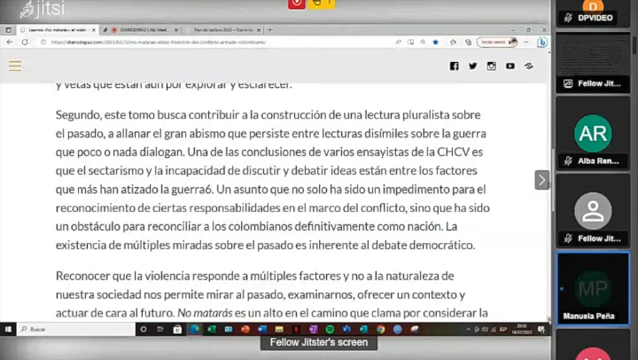 jitsi
1
DPVIDEO
Fellow Jitst...
y vetas que están aún por explorar y esclarecer.
Segundo, este tomo busca contribuir a la construcción de una lectura pluralista sobre
el pasado, a allanar el gran abismo que persiste entre lecturas disímiles sobre la guerra
que poco o nada dialogan. Una de las conclusiones de varios ensayistas de la CHCV es
que el sectarismo y la incapacidad de discutir y debatir ideas están entre los factores
que más han atizado la guerra6. Un asunto que no solo ha sido un impedimento para el
reconocimiento de ciertas responsabilidades en el marco del conflicto, sino que ha sido
un obstáculo para reconciliar a los colombianos definitivamente como nación. La
existencia de múltiples miradas sobre el pasado es inherente al debate democrático.
Reconocer que la violencia responde a múltiples factores y no a la naturaleza de
nuestra sociedad nos permite mirar al pasado, examinarnos, ofrecer un contexto y
actuar de cara al futuro. No matarás es un alto en el camino que clama por considerar la
AR
Alba Ren...
Fellow Jit...
MP
Manuela Peña
Buscar
ESP
Fellow Jitster's screen